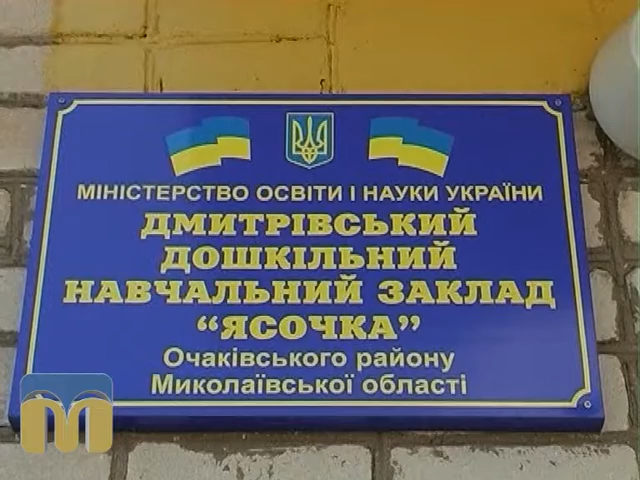 МІНІСТЕРСТВО ОСВІТИ І НАУКИ УКРАЇНИ
ДМИТРІВСЬКИЙ
ДОШКІЛЬНИЙ
НАВЧАЛЬНИЙ ЗАКЛАД
“ЯСОЧКА”
Очаківського району
Миколаївської області